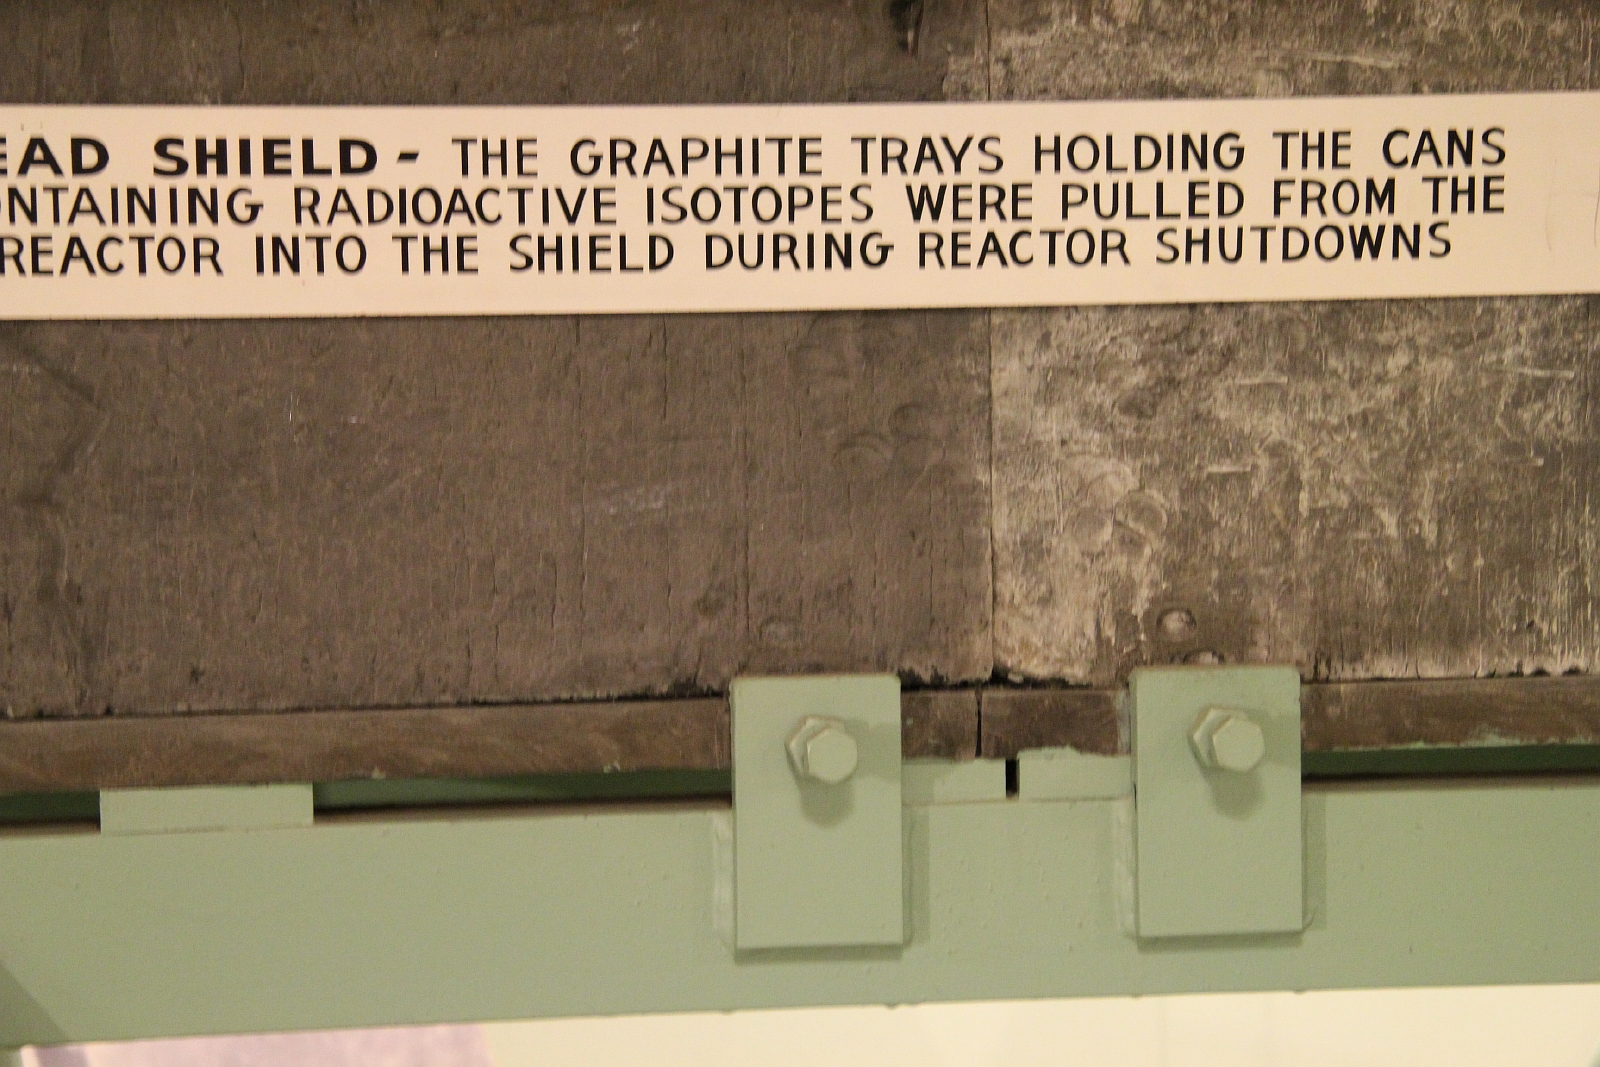 EAD SHIELD - THE GRAPHITE TRAYS HOLDING THE CANS
ONTAINING RADIOACTIVE ISOTOPES WERE PULLED FROM THE
REACTOR INTO THE SHIELD DURING REACTOR SHUTDOWNS